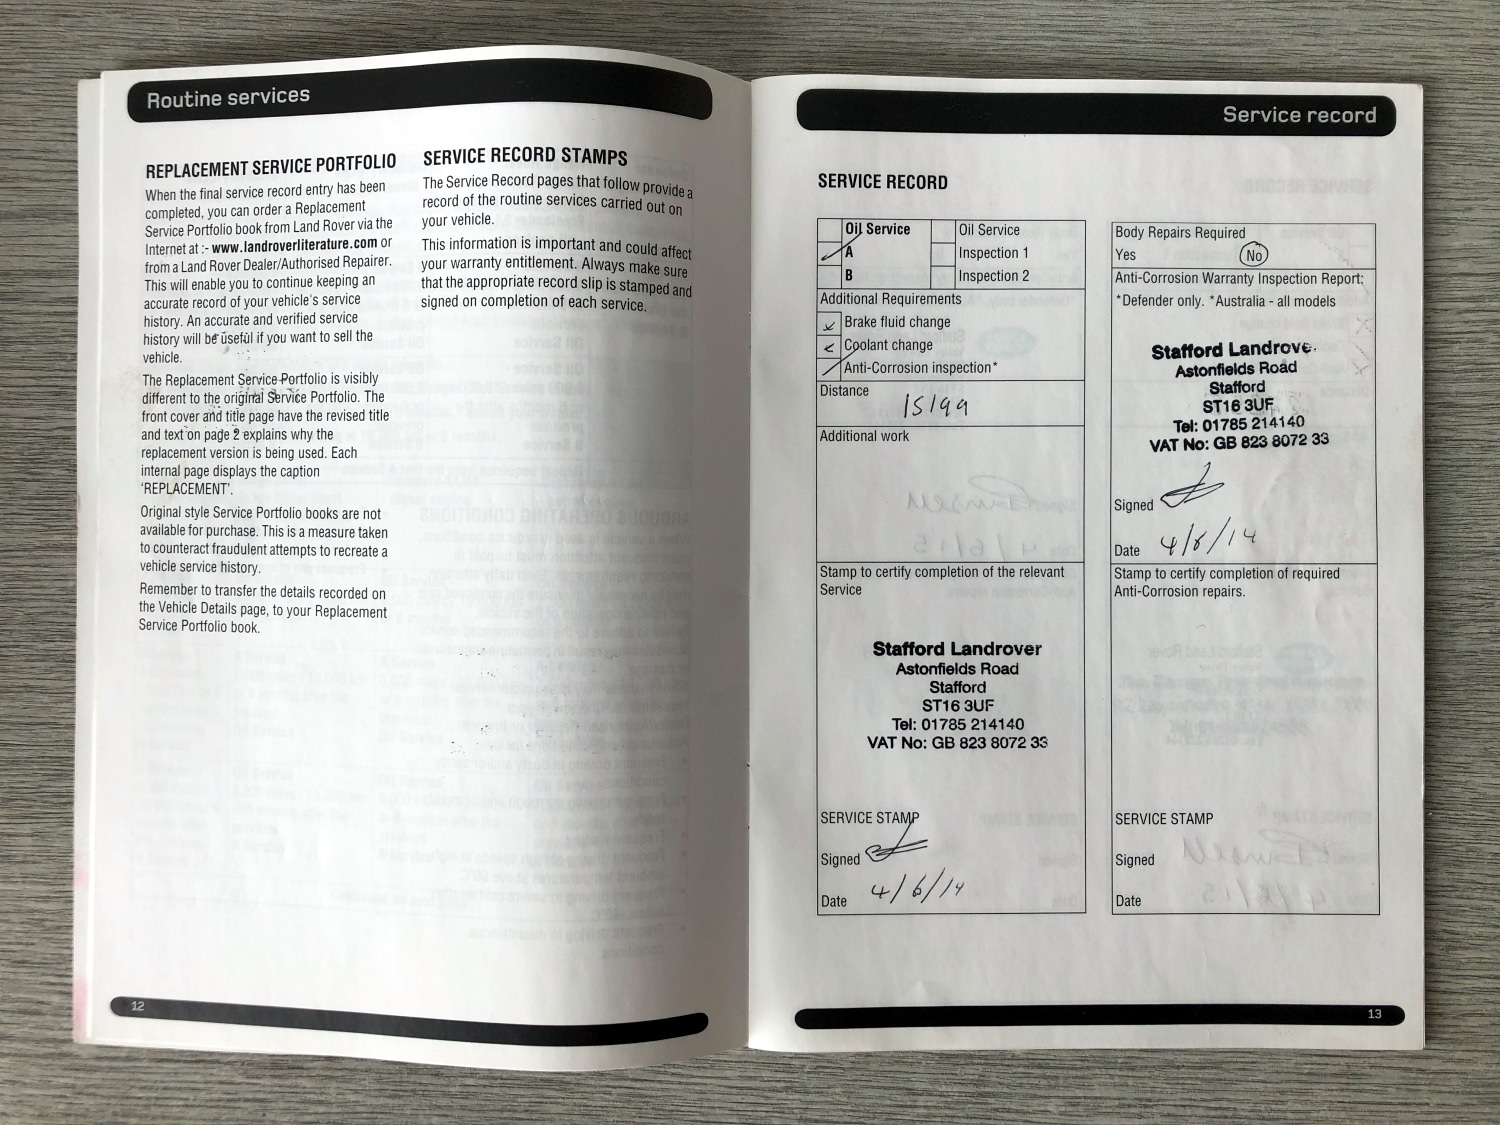 Routine services
REPLACEMENT SERVICE PORTFOLIO
When the final service record entry has been
completed, you can order a Replacement
Service Portfolio book from Land Rover via the
Internet at :- www.landroverliterature.com or
from a Land Rover Dealer/Authorised Repairer.
This will enable you to continue keeping an
accurate record of your vehicle's service
history. An accurate and verified service
history will be useful if you want to sell the
vehicle.
The Replacement Service Portfolio is visibly
different to the original Service Portfolio. The
front cover and title page have the revised title
and text on page 2 explains why the
replacement version is being used. Each
internal page displays the caption
'REPLACEMENT'.
Original style Service Portfolio books are not
available for purchase. This is a measure taken
to counteract fraudulent attempts to recreate a
vehicle service history.
Remember to transfer the details recorded on
the Vehicle Details page, to your Replacement
Service Portfolio book.
SERVICE RECORD STAMPS
The Service Record pages that follow provide a
record of the routine services carried out on
your vehicle.
This information is important and could affect
your warranty entitlement. Always make sure
that the appropriate record slip is stamped and
signed on completion of each service.
12
Service record
SERVICE RECORD
Oil Service
A
B
Oil Service
Inspection 1
Inspection 2
Additional Requirements
Brake fluid change
Coolant change
Anti-Corrosion inspection*
Distance
15199
Additional work
Stamp to certify completion of the relevant
Service
Stafford Landrover
Astonfields Road
Stafford
ST16 3UF
Tel: 01785 214140
VAT No: GB 823 8072 33
SERVICE STAMP
Signed
Date 4/6/14
Body Repairs Required
Yes No
Anti-Corrosion Warranty Inspection Report:
*Defender only. *Australia - all models
Stafford Landrove
Astonfields Road
Stafford
ST16 3UF
Tel: 01785 214140
VAT No: GB 823 8072 33
Signed
Date 4/6/14
Stamp to certify completion of required
Anti-Corrosion repairs.
SERVICE STAMP
Signed
Date
13